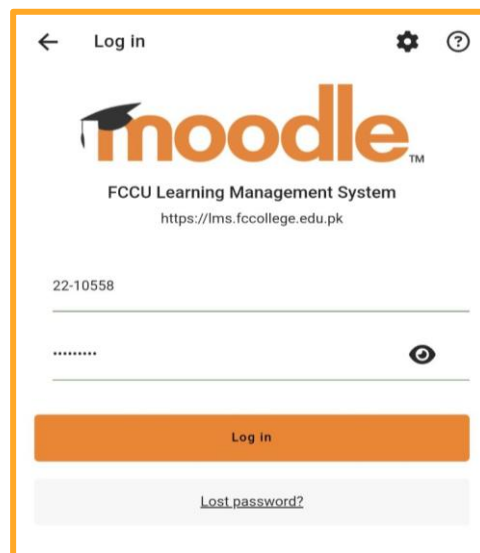 Log in
moodle
TM
FCCU Learning Management System
https://lms.fccollege.edu.pk
22-10558
•••••••••
Log in
Lost password?